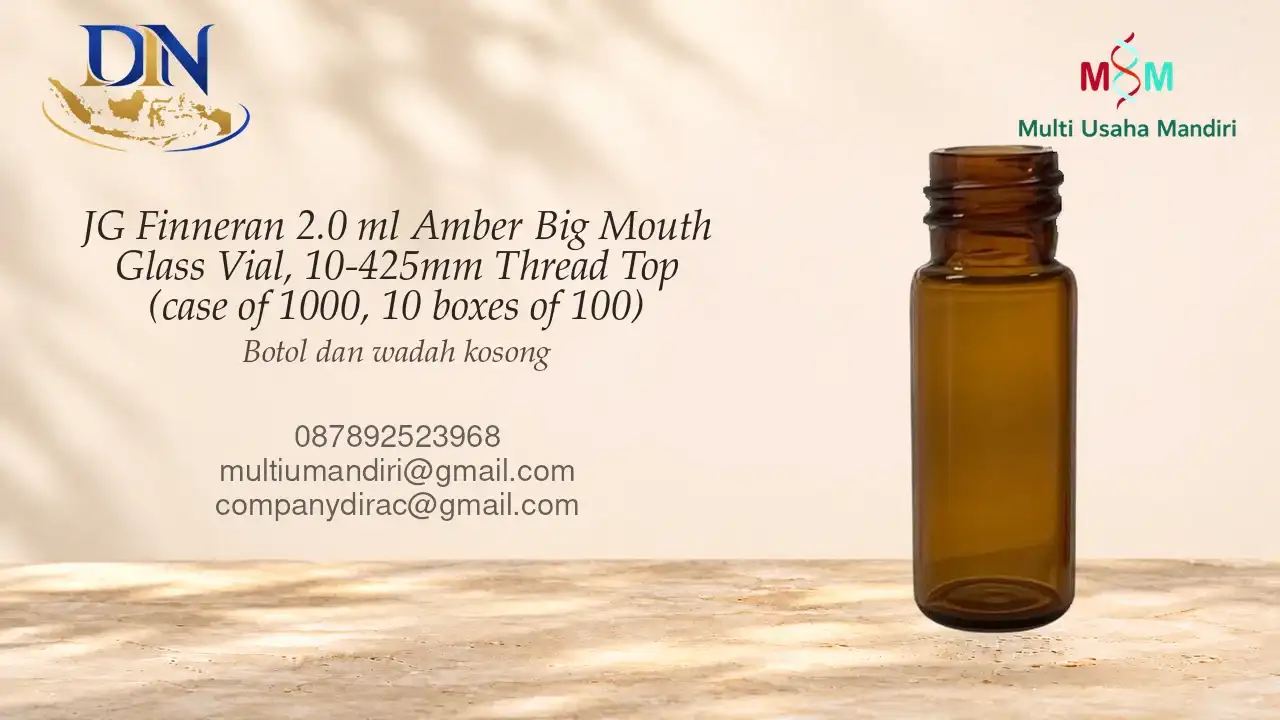 DIN
MSM
Multi Usaha Mandiri
JG Finneran 2.0 ml Amber Big Mouth
Glass Vial, 10-425mm Thread Top
(case of 1000, 10 boxes of 100)
Botol dan wadah kosong
087892523968
multiumandiri@gmail.com
companydirac@gmail.com